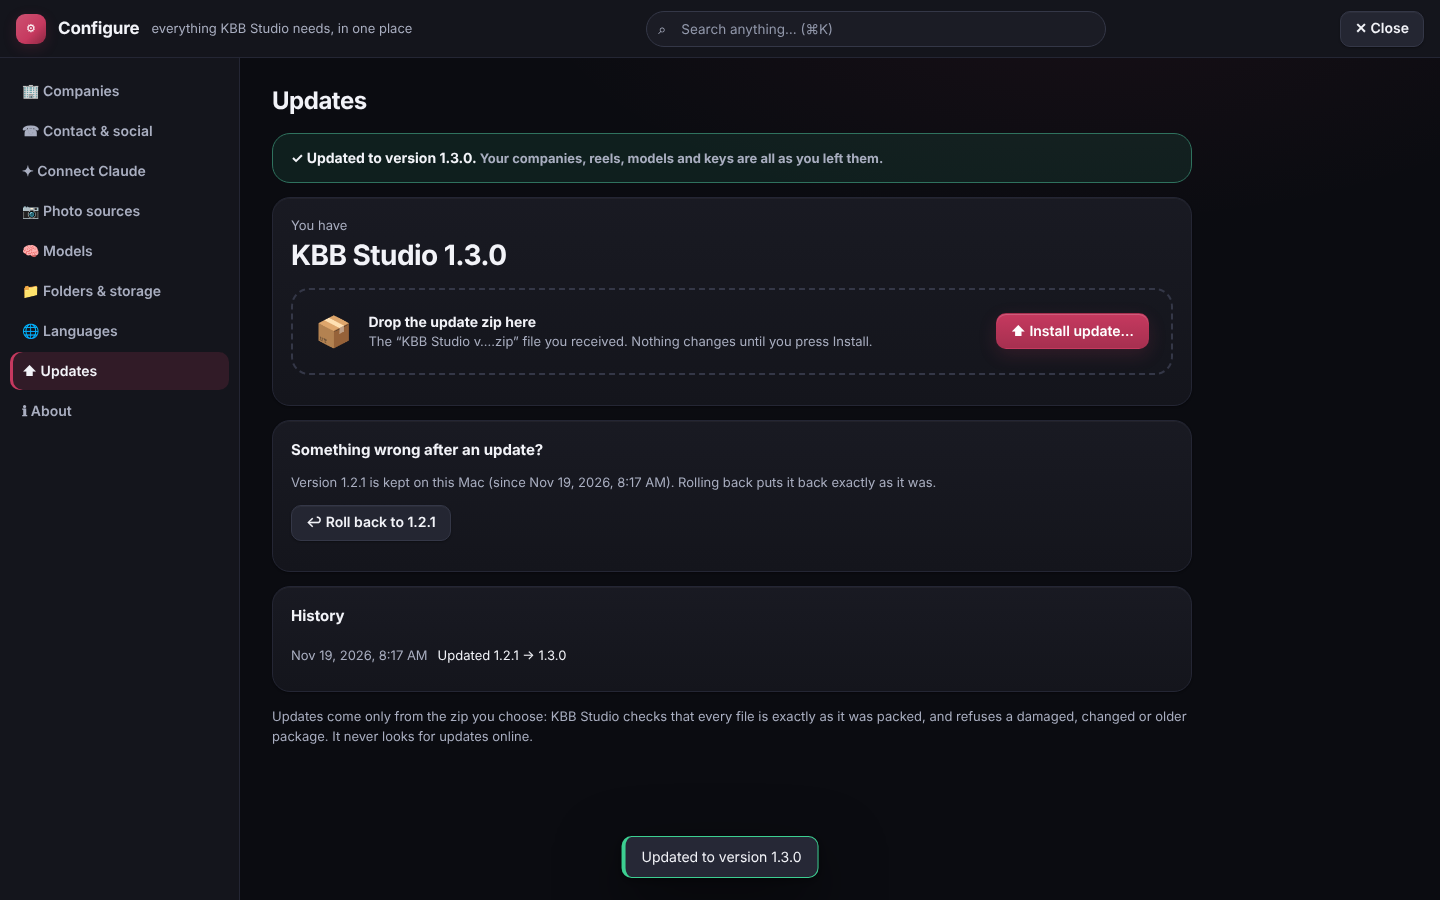 Configure everything KBB Studio needs, in one place
Search anything... (⌘K)
✕ Close
Companies
Contact & social
Connect Claude
Photo sources
Models
Folders & storage
Languages
Updates
About
Updates
✓ Updated to version 1.3.0. Your companies, reels, models and keys are all as you left them.
You have
KBB Studio 1.3.0
Drop the update zip here
The “KBB Studio v....zip” file you received. Nothing changes until you press Install.
Install update...
Something wrong after an update?
Version 1.2.1 is kept on this Mac (since Nov 19, 2026, 8:17 AM). Rolling back puts it back exactly as it was.
↩ Roll back to 1.2.1
History
Nov 19, 2026, 8:17 AM Updated 1.2.1 → 1.3.0
Updates come only from the zip you choose: KBB Studio checks that every file is exactly as it was packed, and refuses a damaged, changed or older
package. It never looks for updates online.
Updated to version 1.3.0